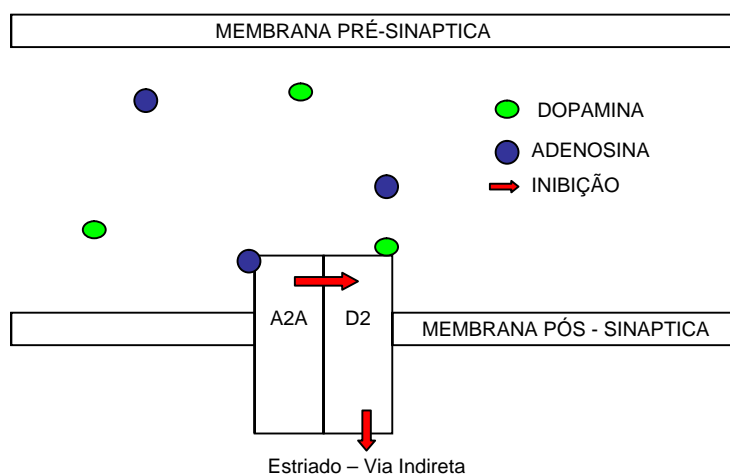 MEMBRANA PRÉ-SINAPTICA
DOPAMINA
ADENOSINA
INIBIÇÃO
A2A
D2
MEMBRANA PÓS - SINAPTICA
Estriado – Via Indireta